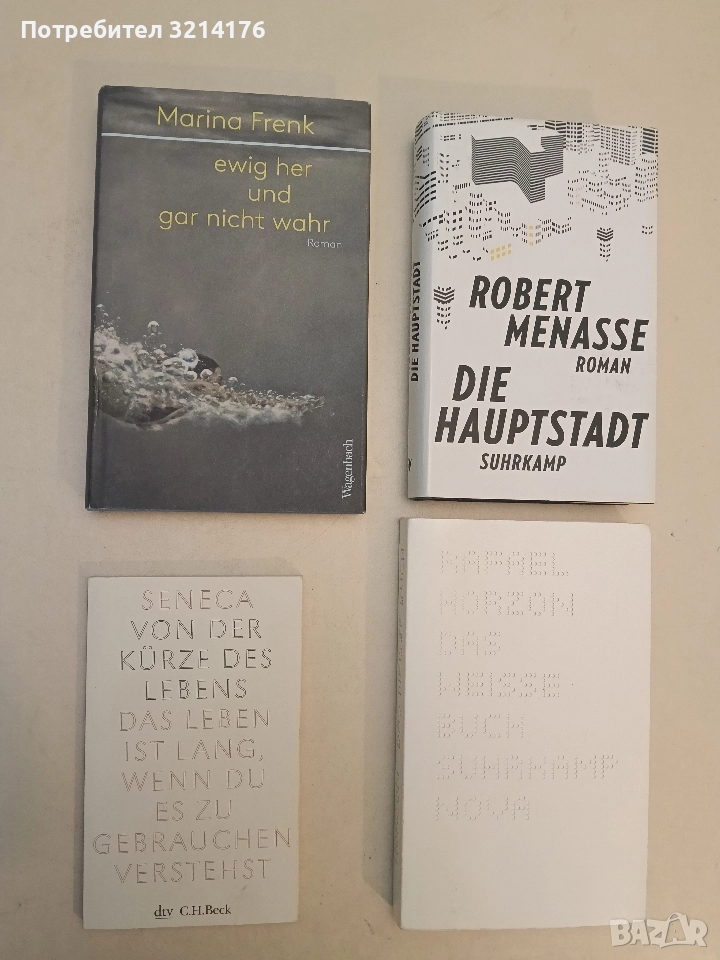 Потребител 3214176
Marina Frenk
ewig her
und
gar nicht wahr
Roman
Wagenbach
DIE HAUPTSTADT
ROBERT
MENASSE
ROMAN
DIE
HAUPTSTADT
SUHRKAMP
SENECA
VON DER
KÜRZE DES
LEBENS
DAS LEBEN
IST LANG,
WENN DU
ES ZU
GEBRAUCHEN
VERSTEHST
dtv C.H.Beck
RAFAEL
HORZON
DAS
WEISSE
BUCH
SUHRKAMP
NOVA
BAZAR